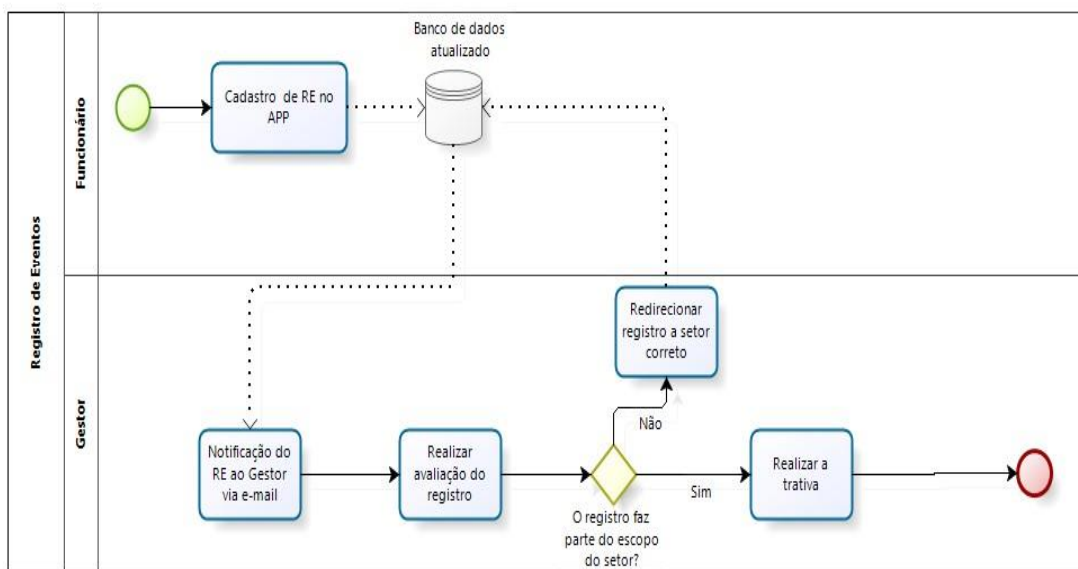 Registro de Eventos
Funcionário
Cadastro de RE no
APP
Banco de dados
atualizado
Gestor
Notificação do
RE ao Gestor
via e-mail
Realizar
avaliação do
registro
O registro faz
parte do escopo
do setor?
Não
Redirecionar
registro a setor
correto
Sim
Realizar a
trativa